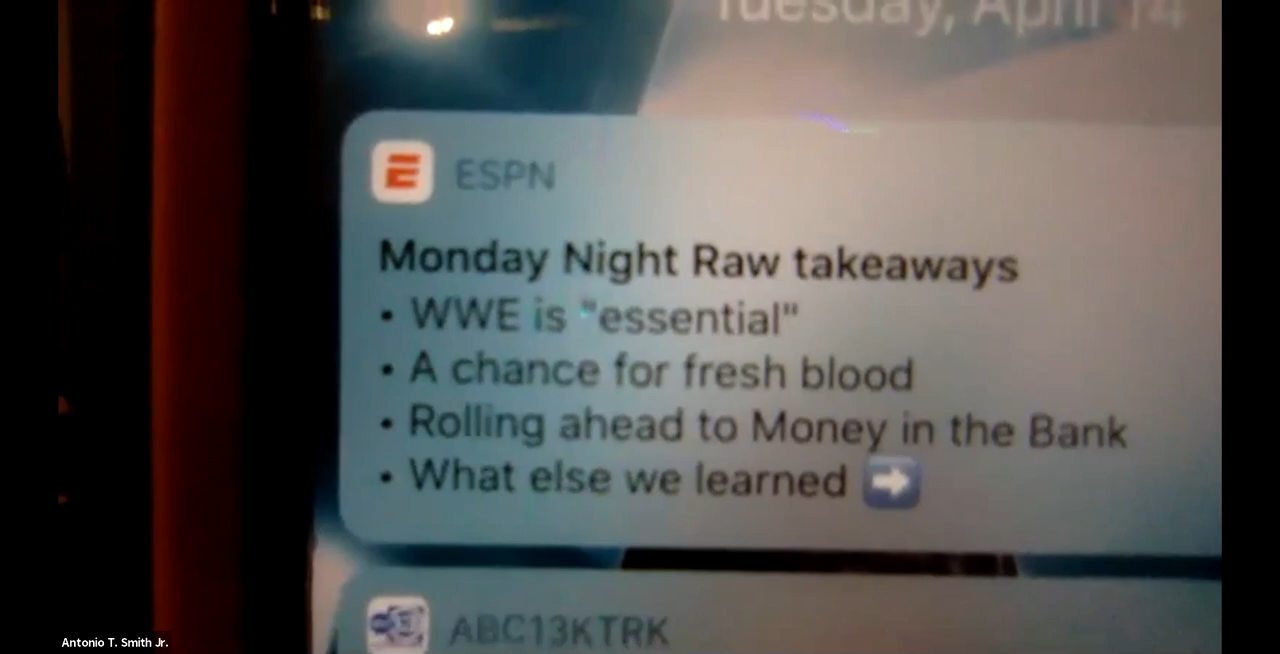 Tuesday, April 14
ESPN
Monday Night Raw takeaways
• WWE is "essential"
• A chance for fresh blood
• Rolling ahead to Money in the Bank
• What else we learned ➡️
ABC13KTRK
Antonio T. Smith Jr.